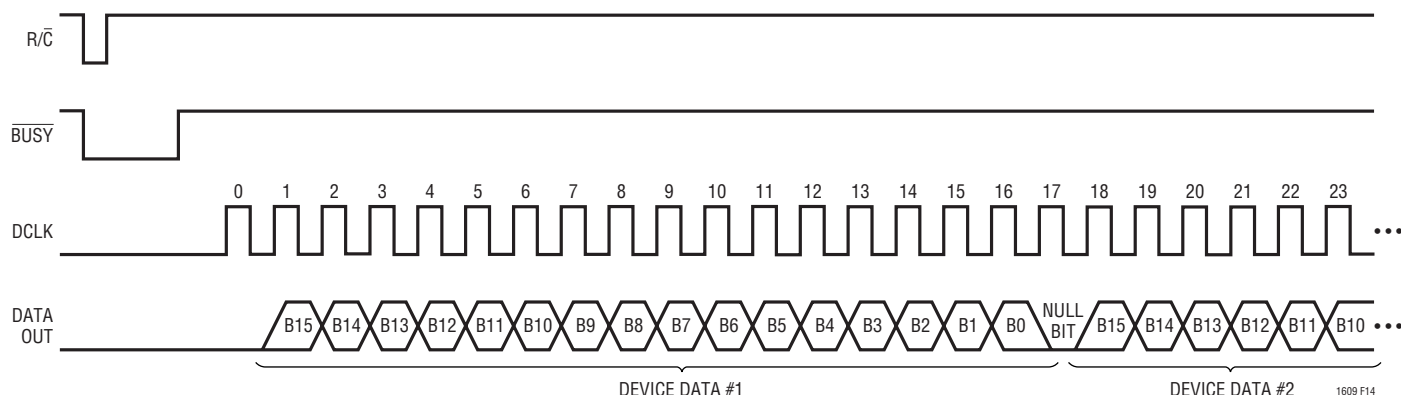 R/C̅
B̅U̅S̅Y̅
0 1 2 3 4 5 6 7 8 9 10 11 12 13 14 15 16 17 18 19 20 21 22 23
DCLK
•••
DATA
OUT
B15 B14 B13 B12 B11 B10 B9 B8 B7 B6 B5 B4 B3 B2 B1 B0 NULL
BIT
B15 B14 B13 B12 B11 B10 •••
DEVICE DATA #1
DEVICE DATA #2
1609 F14